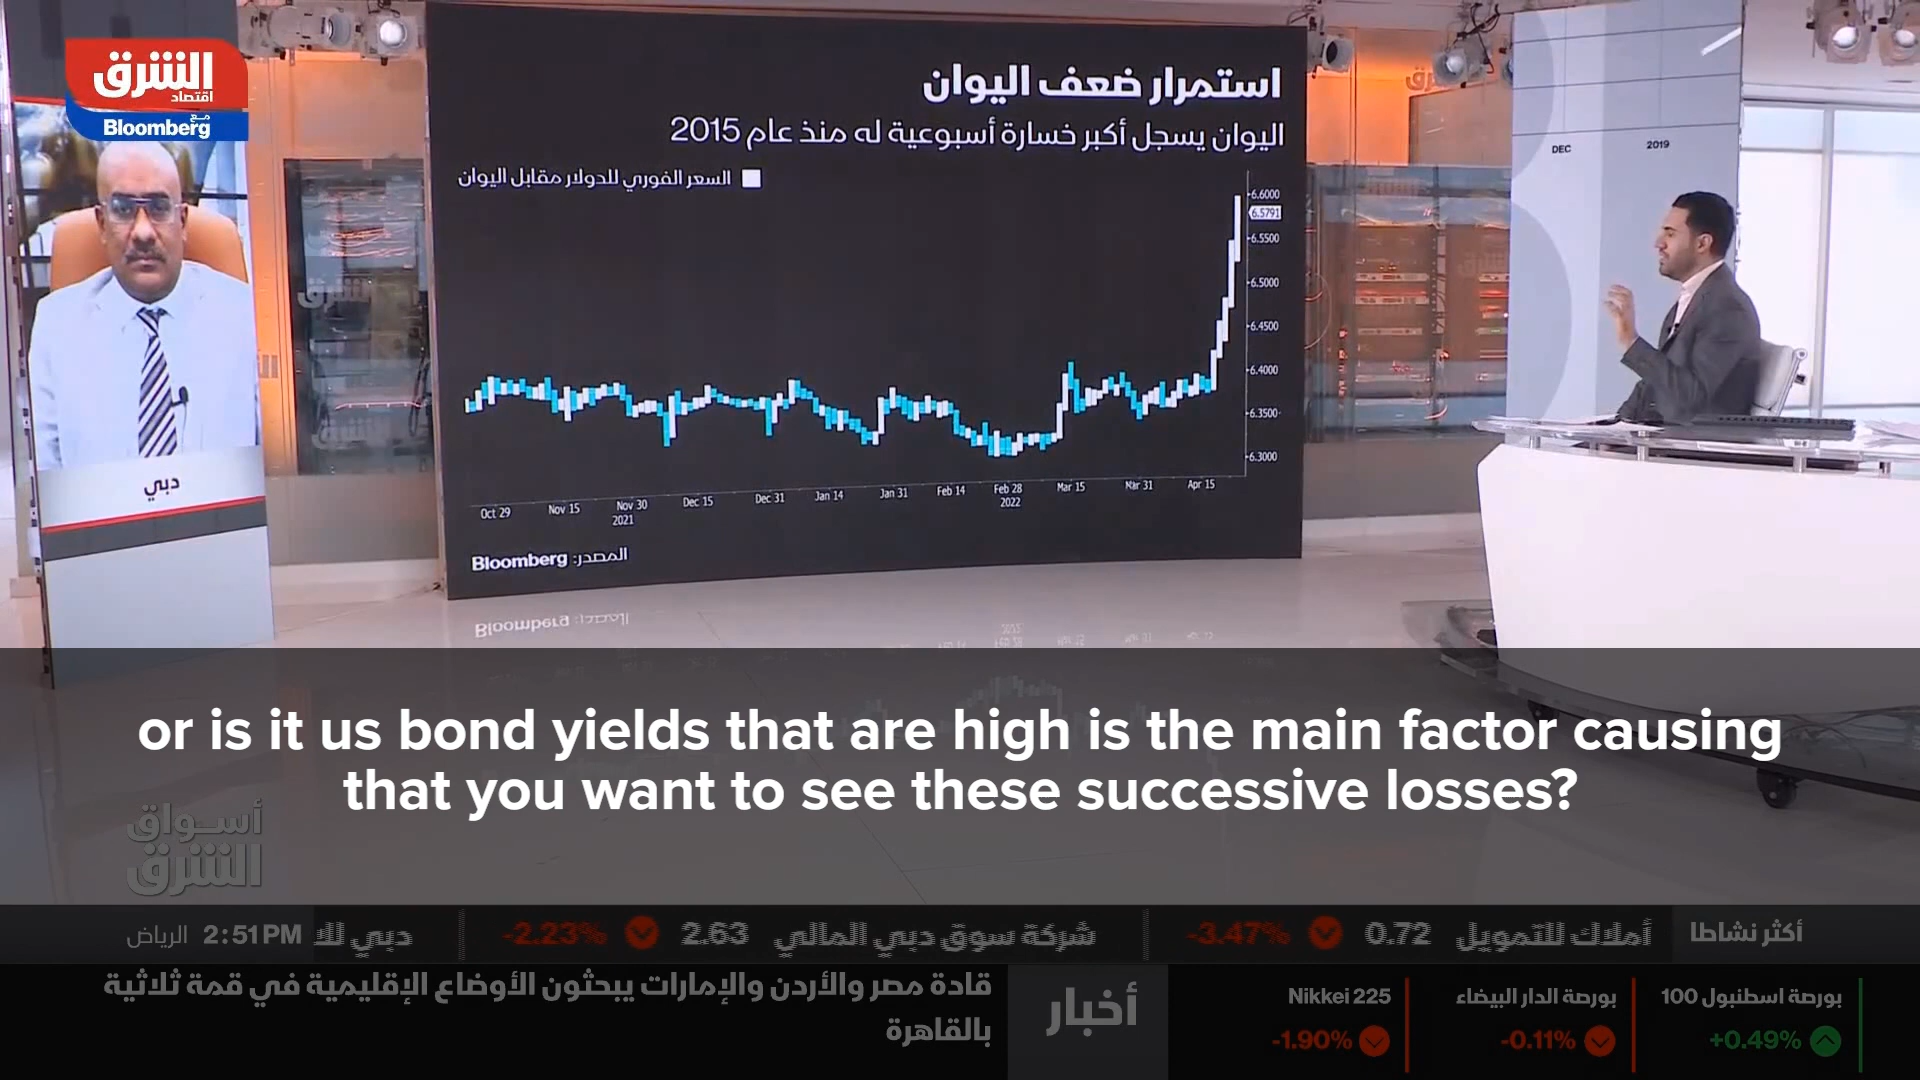 الشرق
اقتصاد
مع
Bloomberg
استمرار ضعف اليوان
اليوان يسجل أكبر خسارة أسبوعية له منذ عام 2015
السعر الفوري للدولار مقابل اليوان
6.6000
6.5791
6.5500
6.5000
6.4500
6.4000
6.3500
6.3000
Oct 29 Nov 15 Nov 30 Dec 15 Dec 31 Jan 14 Jan 31 Feb 14 Feb 28 Mar 15 Mar 31 Apr 15
2021 2022
المصدر: Bloomberg
DEC 2019
دبي
or is it us bond yields that are high is the main factor causing
that you want to see these successive losses?
أسواق
الشرق
أكثر نشاطا
أملاك للتمويل 0.72 -3.47%
شركة سوق دبي المالي 2.63 -2.23%
دبي للا
2:51PM الرياض
بورصة اسطنبول 100
+0.49%
بورصة الدار البيضاء
-0.11%
Nikkei 225
-1.90%
أخبار
قادة مصر والأردن والإمارات يبحثون الأوضاع الإقليمية في قمة ثلاثية
بالقاهرة